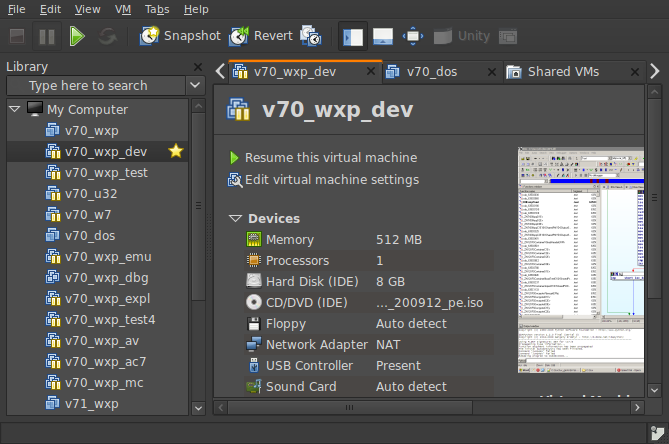 File Edit View VM Tabs Help
Snapshot Revert Unity
Library
Type here to search
My Computer
v70_wxp
v70_wxp_dev
v70_wxp_test
v70_u32
v70_w7
v70_dos
v70_wxp_emu
v70_wxp_dbg
v70_wxp_expl
v70_wxp_test4
v70_wxp_av
v70_wxp_ac7
v70_wxp_mc
v71_wxp
v70_wxp_dev v70_dos Shared VMs
v70_wxp_dev
Resume this virtual machine
Edit virtual machine settings
Devices
Memory 512 MB
Processors 1
Hard Disk (IDE) 8 GB
CD/DVD (IDE) ..._200912_pe.iso
Floppy Auto detect
Network Adapter NAT
USB Controller Present
Sound Card Auto detect